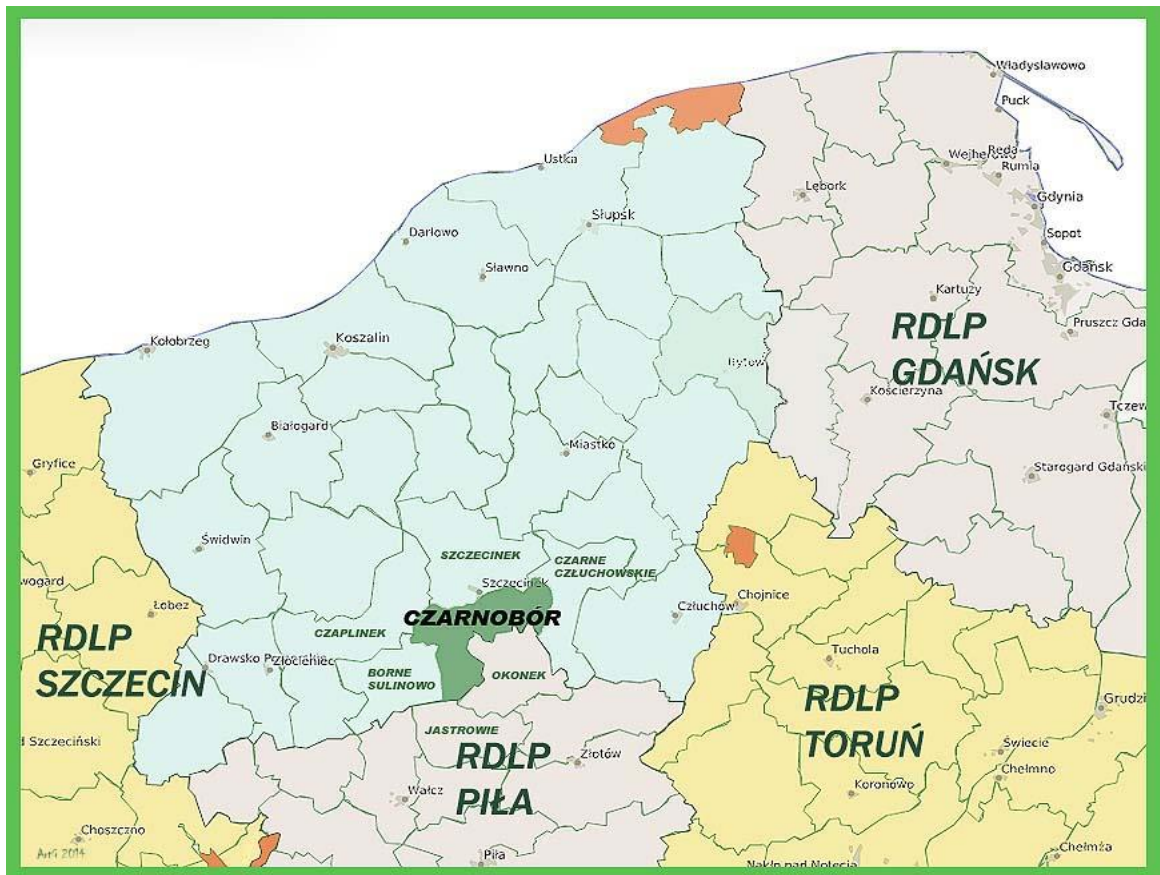 Władysławowo
Puck
Wejherowo
Reda
Rumia
Ustka
Lębork
Gdynia
Słupsk
Darłowo
Sopot
Sławno
Gdańsk
Kartuzy
Kołobrzeg
Koszalin
RDLP
GDAŃSK
Pruszcz Gda
Bytów
Kościerzyna
Tczew
Białogard
Miastko
Gryfice
Starogard Gdański
Świdwin
SZCZECINEK
CZARNE
CZŁUCHOWSKIE
wogard
Szczecinek
Łobez
CZARNOBÓR
Człuchów
Chojnice
RDLP
SZCZECIN
CZAPLINEK
Drawsko Pomorskie
Złocieniec
BORNE
SULINOWO
OKONEK
Tuchola
RDLP
TORUŃ
Grudzi
d Szczeciński
JASTROWIE
RDLP
PIŁA
Złotów
Świecie
Chełmno
Wałcz
Koronowo
Choszczno
ArtG 2014
Piła
Nakło nad Notecią
Chełmża